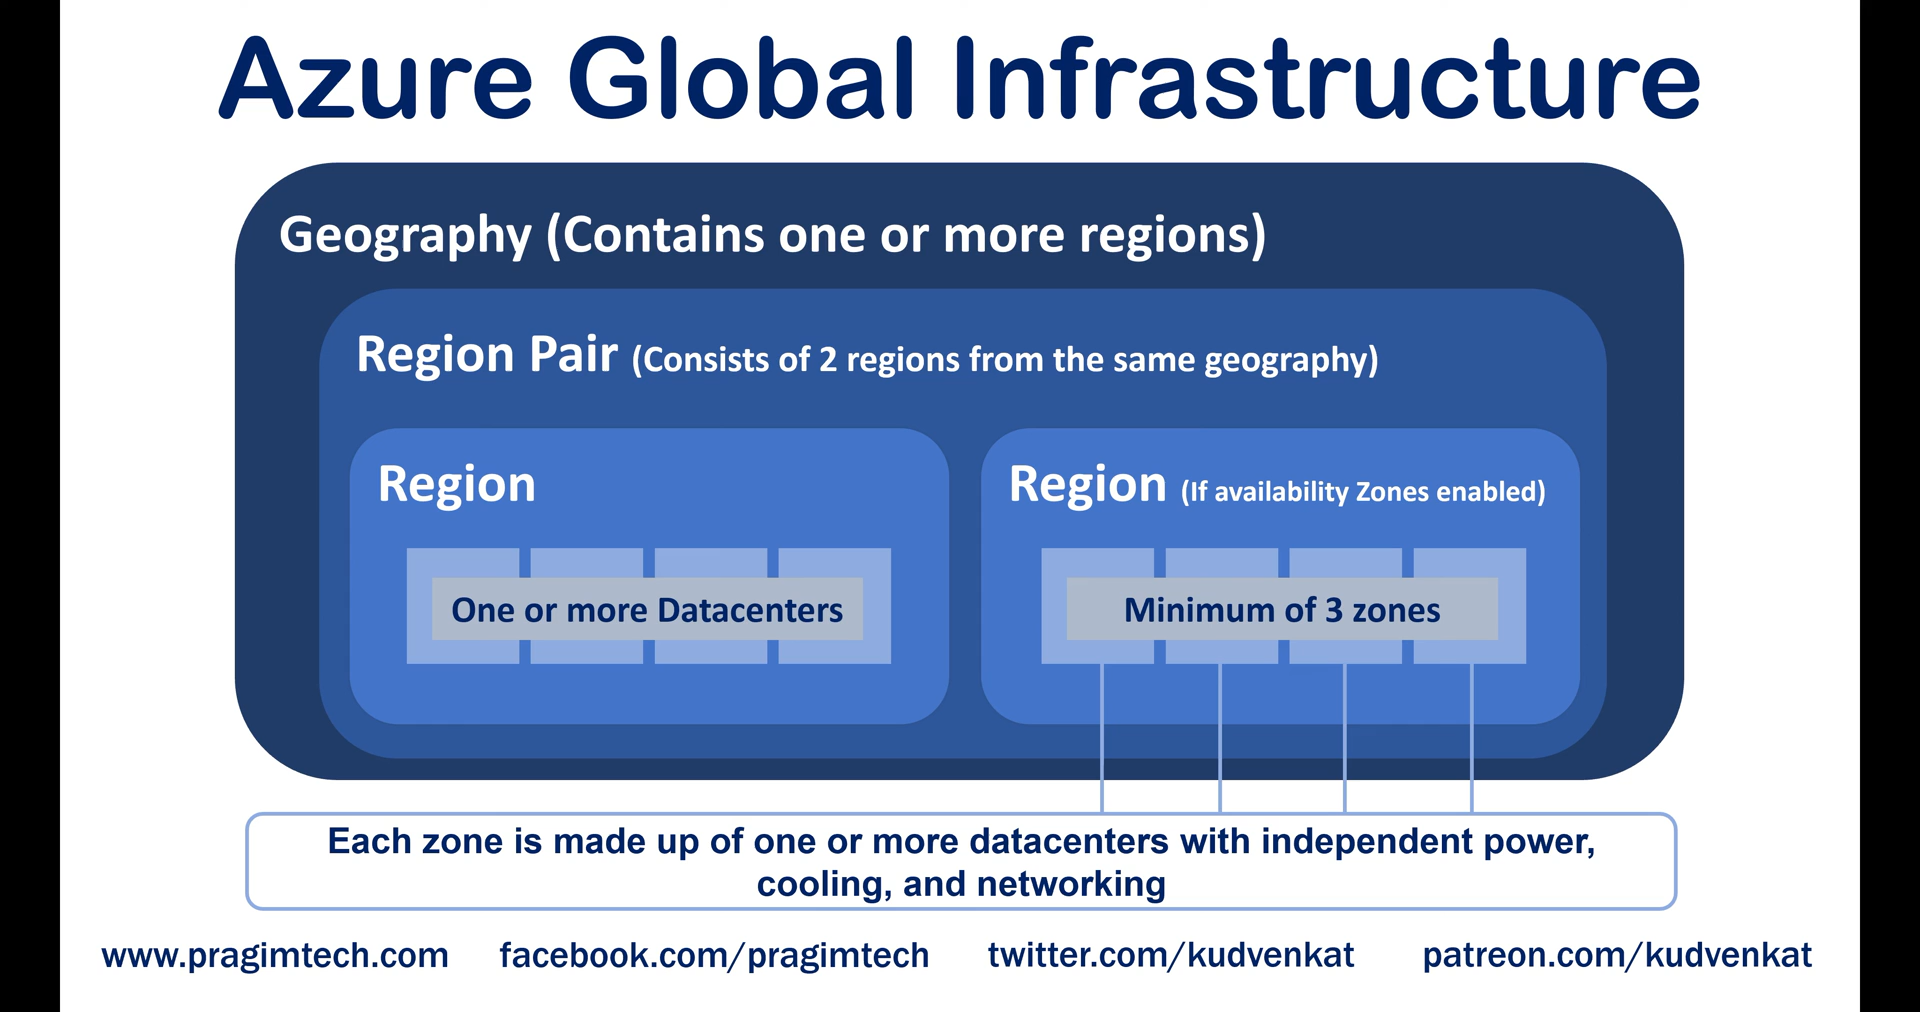 Azure Global Infrastructure
Geography (Contains one or more regions)
Region Pair (Consists of 2 regions from the same geography)
Region
One or more Datacenters
Region (If availability Zones enabled)
Minimum of 3 zones
Each zone is made up of one or more datacenters with independent power,
cooling, and networking
www.pragimtech.com facebook.com/pragimtech twitter.com/kudvenkat patreon.com/kudvenkat